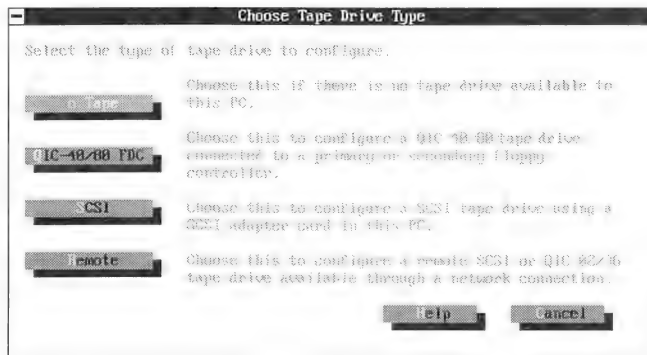 Choose Tape Drive Type
Select the type of tape drive to configure.
o Tape
Choose this if there is no tape drive available to
this PC.
QIC-40/80 FDC
Choose this to configure a QIC 40/80 tape drive
connected to a primary or secondary floppy
controller.
SCSI
Choose this to configure a SCSI tape drive using a
SCSI adapter card in this PC.
Remote
Choose this to configure a remote SCSI or QIC 02/36
tape drive available through a network connection.
Help
Cancel